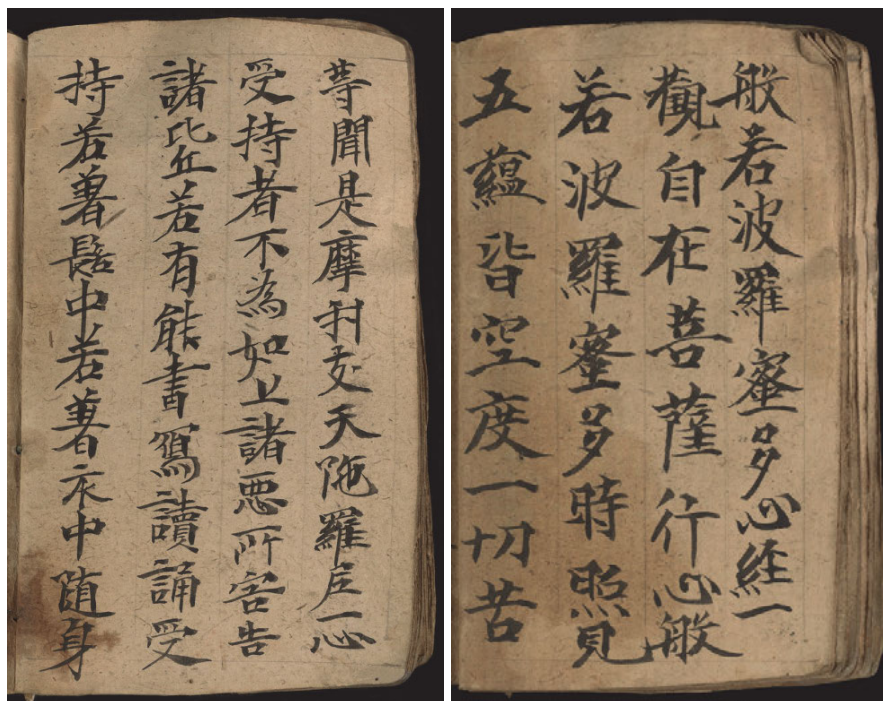 般若波羅蜜多心經一
觀自在菩薩行心般
若波羅蜜多時照見
五蘊皆空度一切苦
等聞是摩利支天陁羅尼一心
受持者不為如上諸惡所害告
諸比丘若有能書寫讀誦受
持若著髻中若著衣中随身